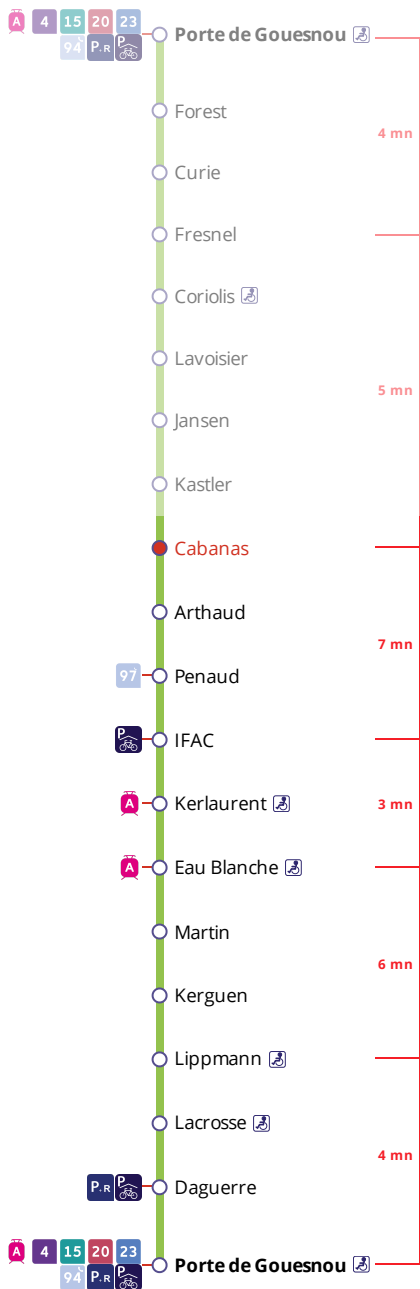 A 4 15 20 23 Porte de Gouesnou
94 P+R P
Forest
4 mn
Curie
Fresnel
Coriolis
Lavoisier
5 mn
Jansen
Kastler
Cabanas
Arthaud
7 mn
97 Penaud
P IFAC
A Kerlaurent 3 mn
A Eau Blanche
Martin
6 mn
Kerguen
Lippmann
Lacrosse
4 mn
P+R P Daguerre
A 4 15 20 23 Porte de Gouesnou
94 P+R P